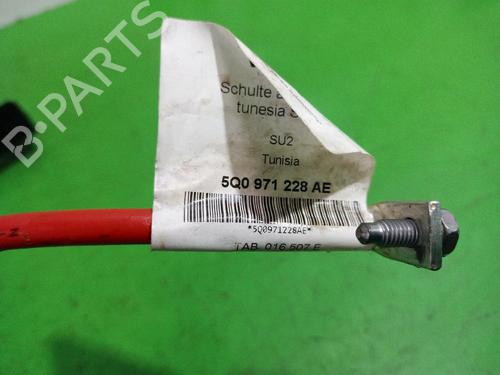 B-PARTS
Schulte
tunesia S
SU2
Tunisia
5Q0 971 228 AE
*5Q0971228AE*
TAB 016 507 E